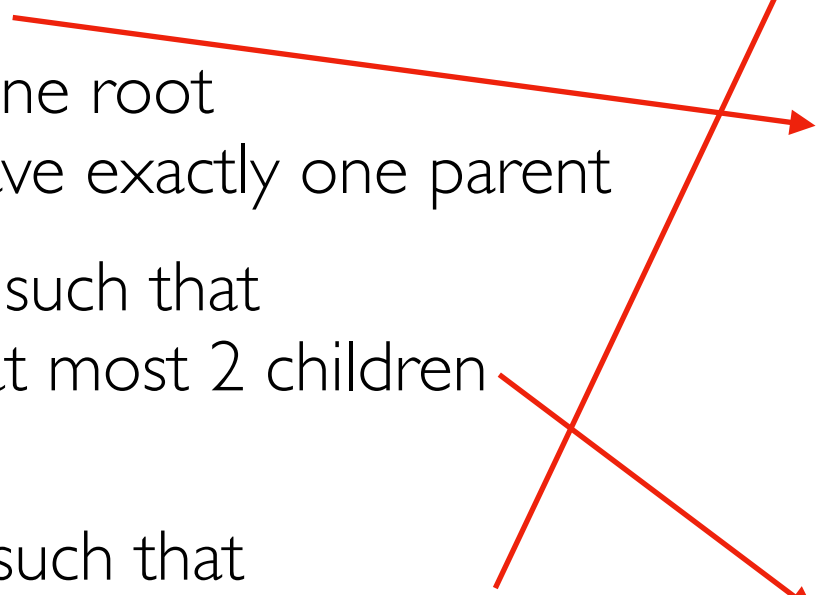 ne root
ve exactly one parent
such that
t most 2 children
such that